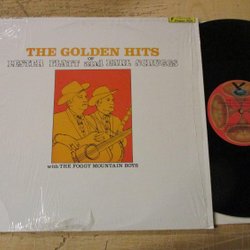 THE GOLDEN HITS
OF
LESTER FLATT AND EARL SCRUGGS
with THE FOGGY MOUNTAIN BOYS